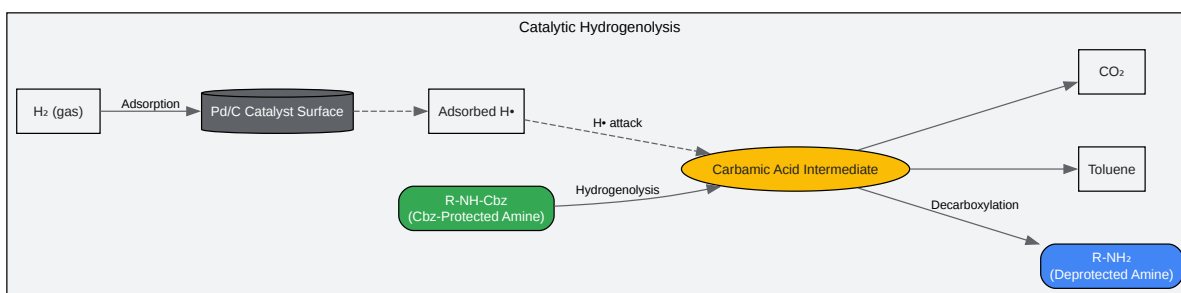 Catalytic Hydrogenolysis
H₂ (gas)
Adsorption
Pd/C Catalyst Surface
Adsorbed H•
H• attack
R-NH-Cbz
(Cbz-Protected Amine)
Hydrogenolysis
Carbamic Acid Intermediate
CO₂
Toluene
Decarboxylation
R-NH₂
(Deprotected Amine)